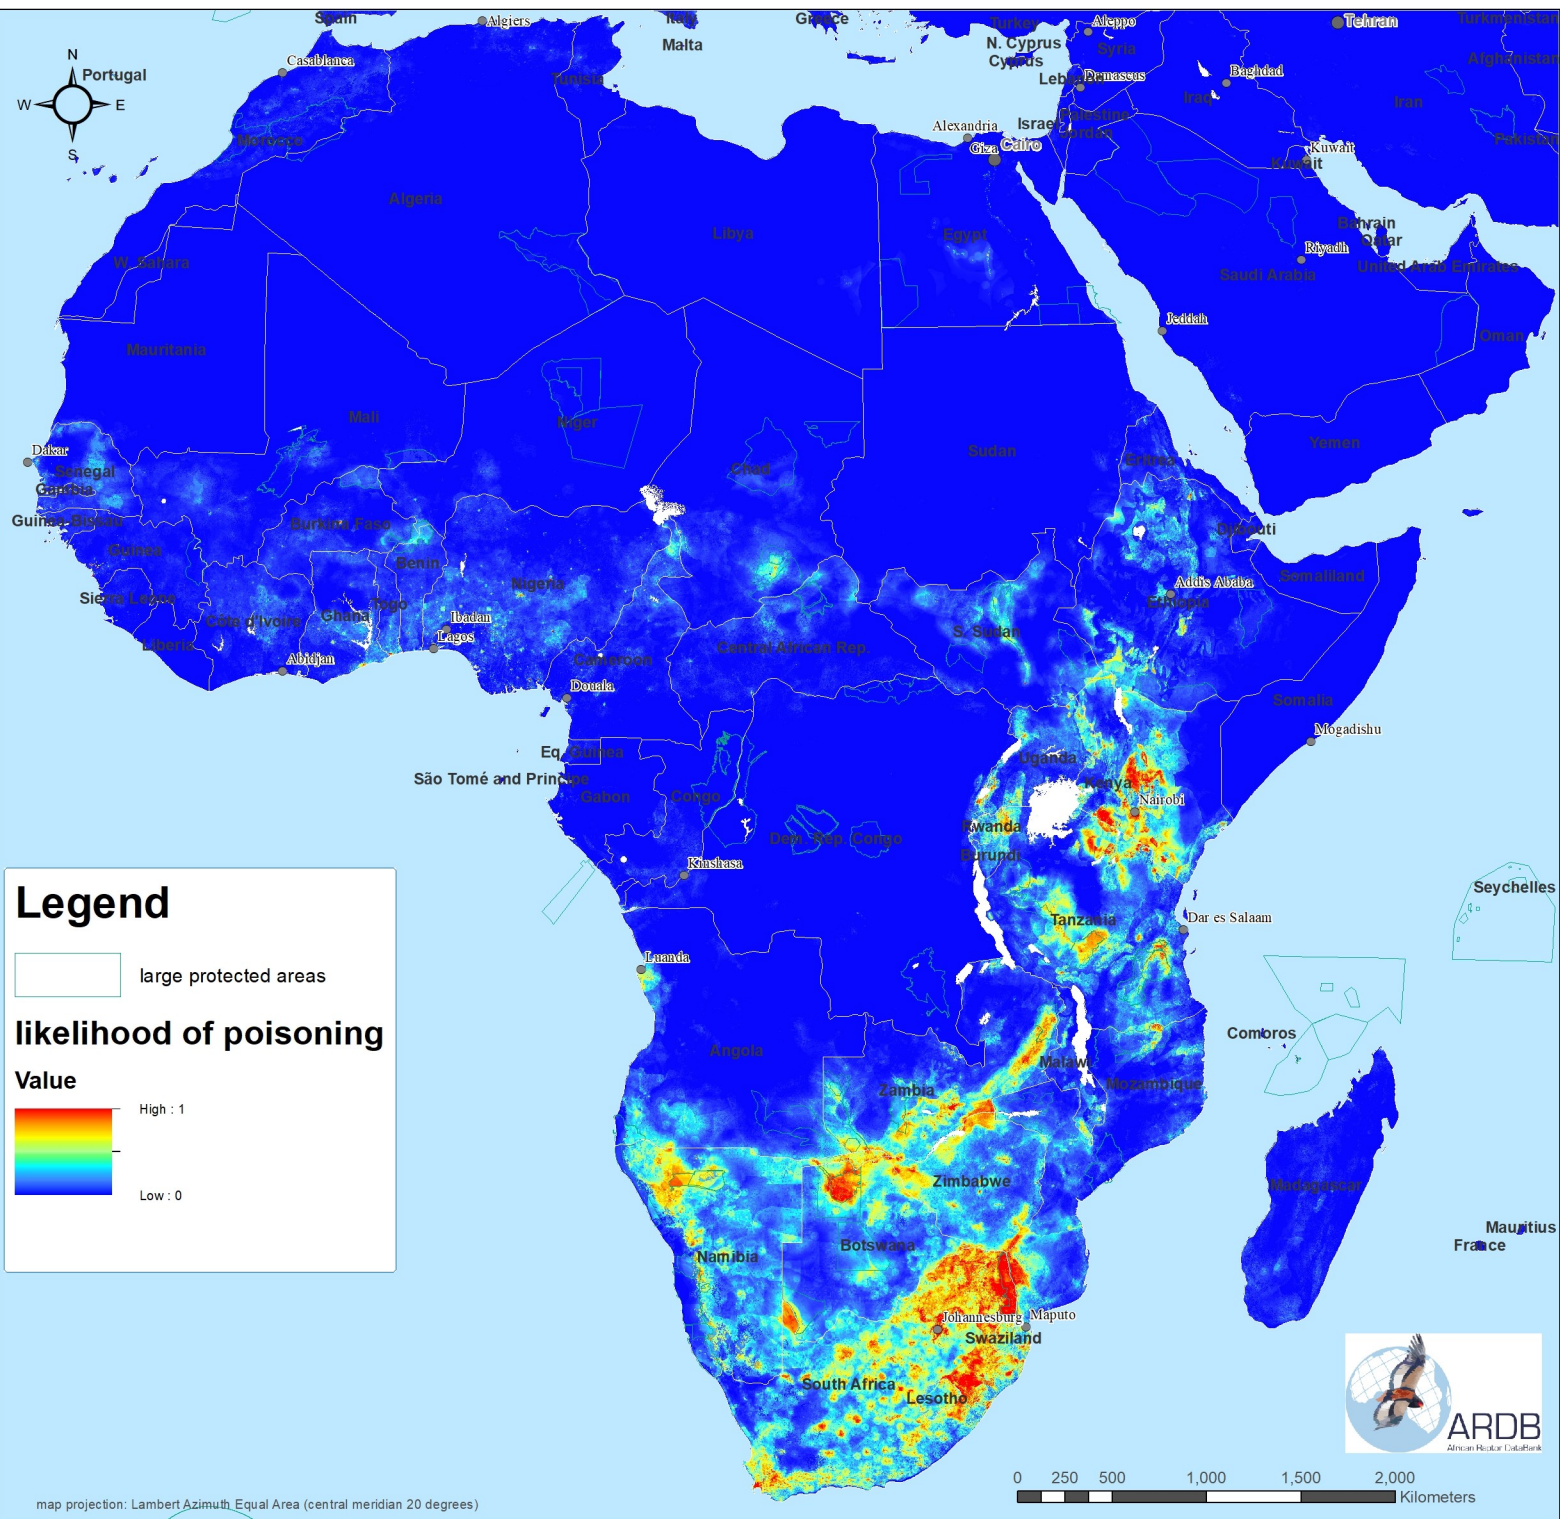 Spain
Algiers
Italy
Greece
Turkey
Aleppo
Tehran
Turkmenistan
Malta
N. Cyprus
Cyprus
Syria
Afghanistan
N
Portugal
W
E
S
Casablanca
Tunisia
Lebanon
Damascus
Baghdad
Iraq
Iran
Morocco
Alexandria
Israel
Palestine
Jordan
Giza
Cairo
Kuwait
Kuwait
Pakistan
Algeria
Libya
Egypt
Bahrain
Qatar
Riyadh
Saudi Arabia
United Arab Emirates
W. Sahara
Jeddah
Oman
Mauritania
Mali
Niger
Chad
Sudan
Yemen
Eritrea
Dakar
Senegal
Gambia
Guinea-Bissau
Burkina Faso
Djibouti
Guinea
Benin
Nigeria
Somaliland
Addis Ababa
Ethiopia
Sierra Leone
Côte d'Ivoire
Ghana
Togo
Ibadan
Lagos
S. Sudan
Liberia
Abidjan
Cameroon
Central African Rep.
Douala
Somalia
Mogadishu
Eq. Guinea
São Tomé and Principe
Gabon
Congo
Uganda
Kenya
Nairobi
Rwanda
Dem. Rep. Congo
Burundi
Kinshasa
Seychelles
Tanzania
Dar es Salaam
Luanda
Comoros
Angola
Malawi
Zambia
Mozambique
Zimbabwe
Madagascar
Mauritius
France
Namibia
Botswana
Johannesburg
Maputo
Swaziland
South Africa
Lesotho
Legend
large protected areas
likelihood of poisoning
Value
High : 1
Low : 0
ARDB
African Raptor DataBank
0 250 500 1,000 1,500 2,000
Kilometers
map projection: Lambert Azimuth Equal Area (central meridian 20 degrees)